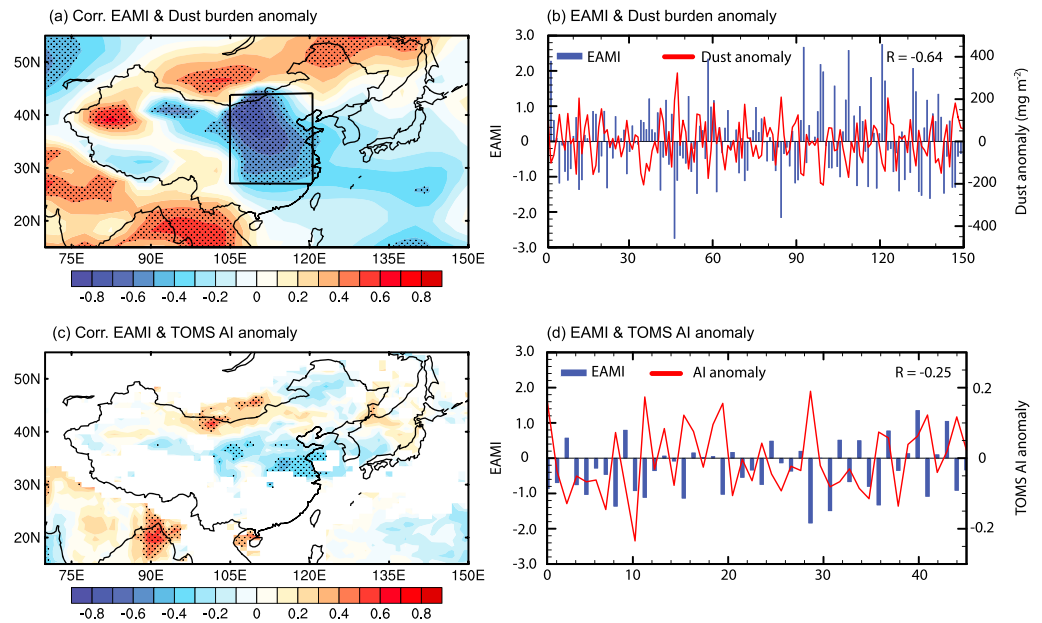 (a) Corr. EAMI & Dust burden anomaly
50N
40N
30N
20N
75E 90E 105E 120E 135E 150E
-0.8 -0.6 -0.4 -0.2 0 0.2 0.4 0.6 0.8
(b) EAMI & Dust burden anomaly
EAMI Dust anomaly R = -0.64
3.0
2.0
1.0
0
-1.0
-2.0
-3.0
EAMI
400
200
0
-200
-400
Dust anomaly (mg m-2)
0 30 60 90 120 150
(c) Corr. EAMI & TOMS AI anomaly
50N
40N
30N
20N
75E 90E 105E 120E 135E 150E
-0.8 -0.6 -0.4 -0.2 0 0.2 0.4 0.6 0.8
(d) EAMI & TOMS AI anomaly
EAMI AI anomaly R = -0.25
3.0
2.0
1.0
0
-1.0
-2.0
-3.0
EAMI
0.2
0
-0.2
TOMS AI anomaly
0 10 20 30 40